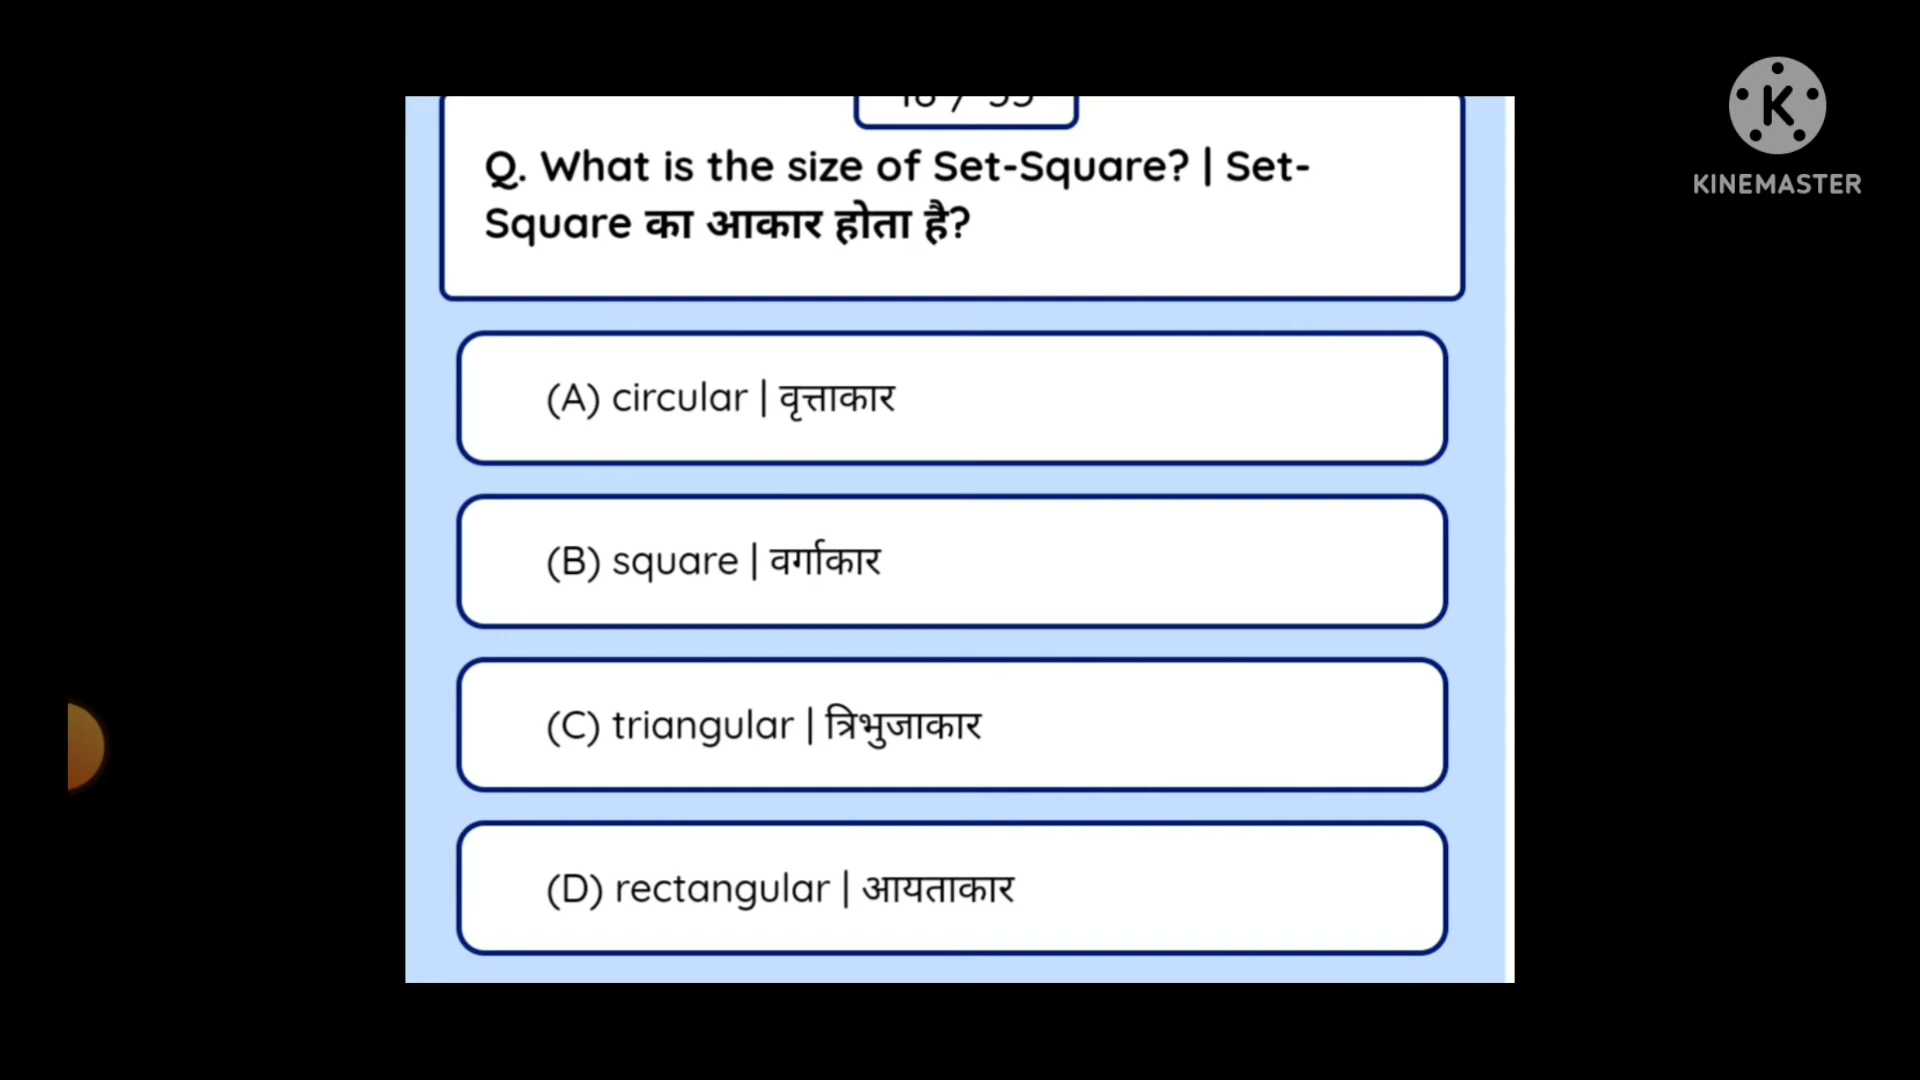 Q. What is the size of Set-Square? | Set-
Square का आकार होता है?
(A) circular | वृत्ताकार
(B) square | वर्गाकार
(C) triangular | त्रिभुजाकार
(D) rectangular | आयताकार
K
KINEMASTER